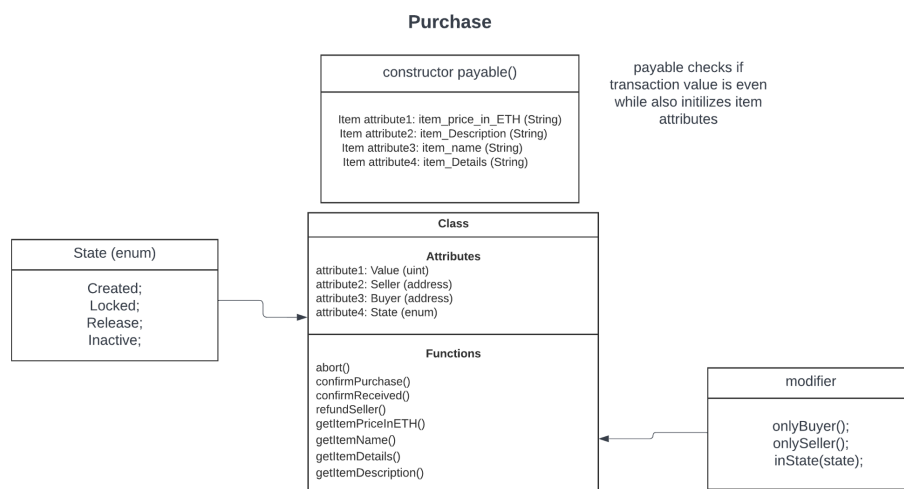 Purchase
constructor payable()
Item attribute1: item_price_in_ETH (String)
Item attribute2: item_Description (String)
Item attribute3: item_name (String)
Item attribute4: item_Details (String)
payable checks if
transaction value is even
while also initilizes item
attributes
Class
Attributes
attribute1: Value (uint)
attribute2: Seller (address)
attribute3: Buyer (address)
attribute4: State (enum)
State (enum)
Created;
Locked;
Release;
Inactive;
Functions
abort()
confirmPurchase()
confirmReceived()
refundSeller()
getItemPriceInETH()
getItemName()
getItemDetails()
getItemDescription()
modifier
onlyBuyer();
onlySeller();
inState(state);